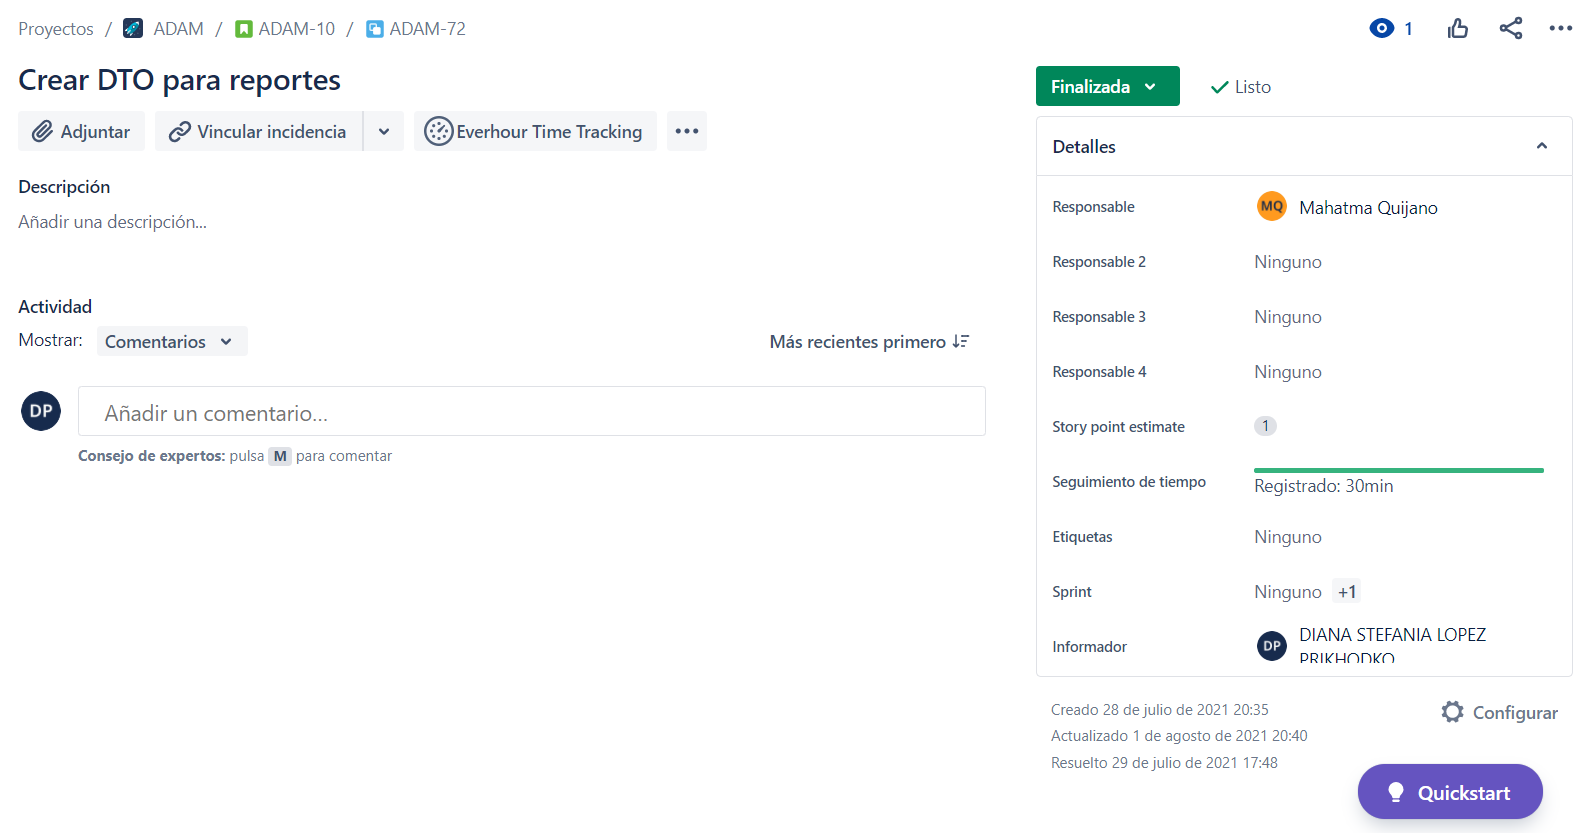 Proyectos / ADAM / ADAM-10 / ADAM-72
1
Crear DTO para reportes
Finalizada
Listo
Adjuntar
Vincular incidencia
Everhour Time Tracking
Detalles
Descripción
Añadir una descripción...
Responsable
MQ Mahatma Quijano
Responsable 2
Ninguno
Responsable 3
Ninguno
Responsable 4
Ninguno
Story point estimate
1
Seguimiento de tiempo
Registrado: 30min
Etiquetas
Ninguno
Sprint
Ninguno +1
Informador
DP DIANA STEFANIA LOPEZ
PRIKHODKO
Actividad
Mostrar: Comentarios
Más recientes primero
DP Añadir un comentario...
Consejo de expertos: pulsa M para comentar
Creado 28 de julio de 2021 20:35
Actualizado 1 de agosto de 2021 20:40
Resuelto 29 de julio de 2021 17:48
Configurar
Quickstart